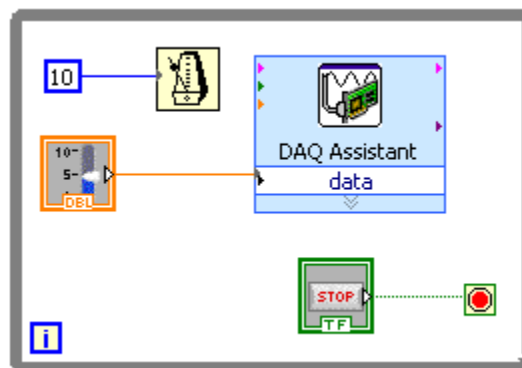 10
DAQ Assistant
data
10-
5-
DBL
STOP
TF
i